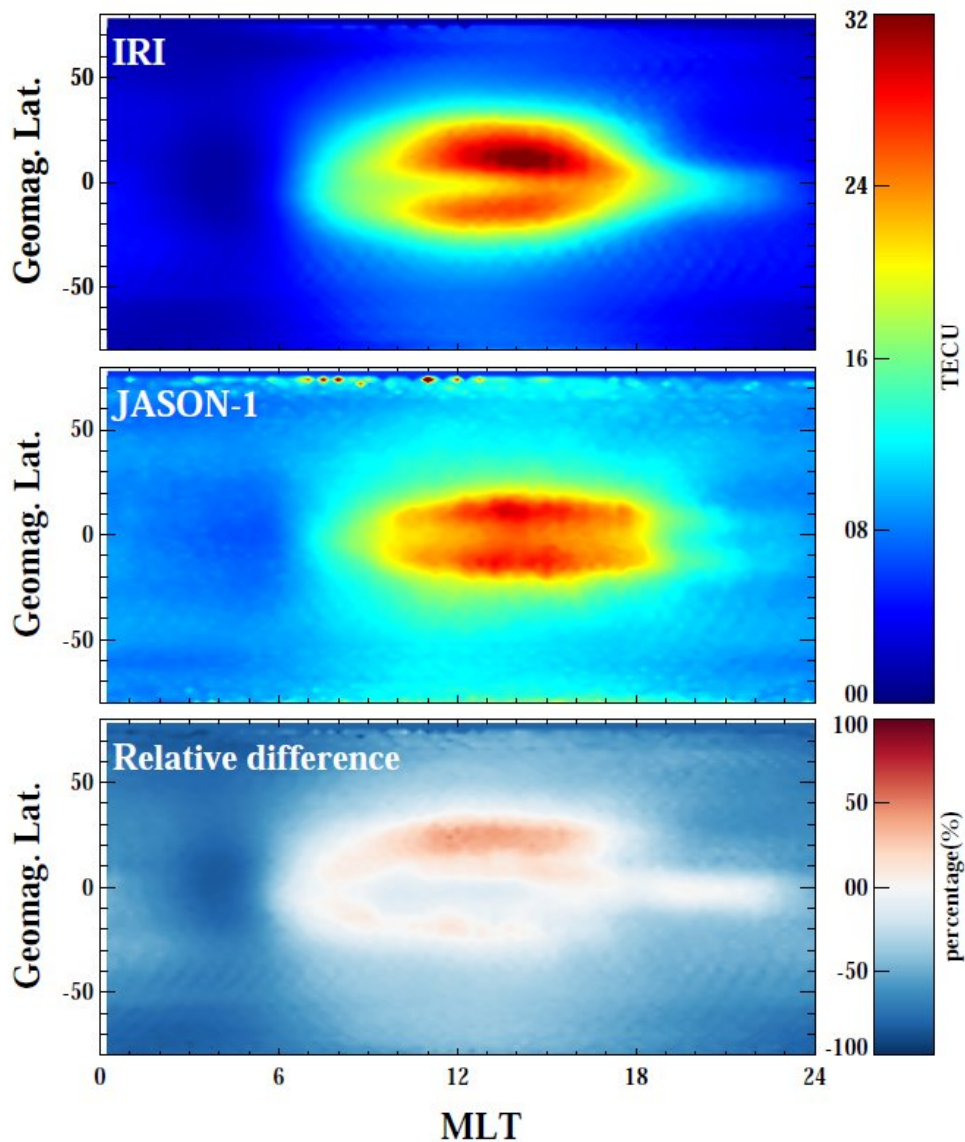 IRI
Geomag. Lat.
50
0
-50
JASON-1
Geomag. Lat.
50
0
-50
32
24
16
08
00
TECU
Relative difference
Geomag. Lat.
50
0
-50
100
50
00
-50
-100
percentage(%)
0 6 12 18 24
MLT